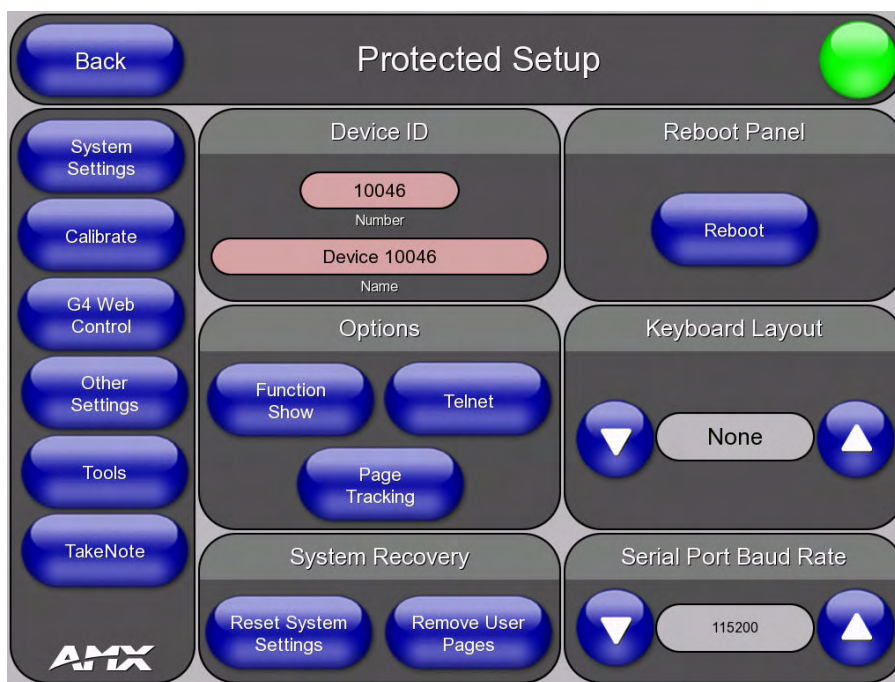 Back
Protected Setup
System
Settings
Calibrate
G4 Web
Control
Other
Settings
Tools
TakeNote
AMX
Device ID
10046
Number
Device 10046
Name
Reboot Panel
Reboot
Options
Function
Show
Telnet
Page
Tracking
Keyboard Layout
None
System Recovery
Reset System
Settings
Remove User
Pages
Serial Port Baud Rate
115200